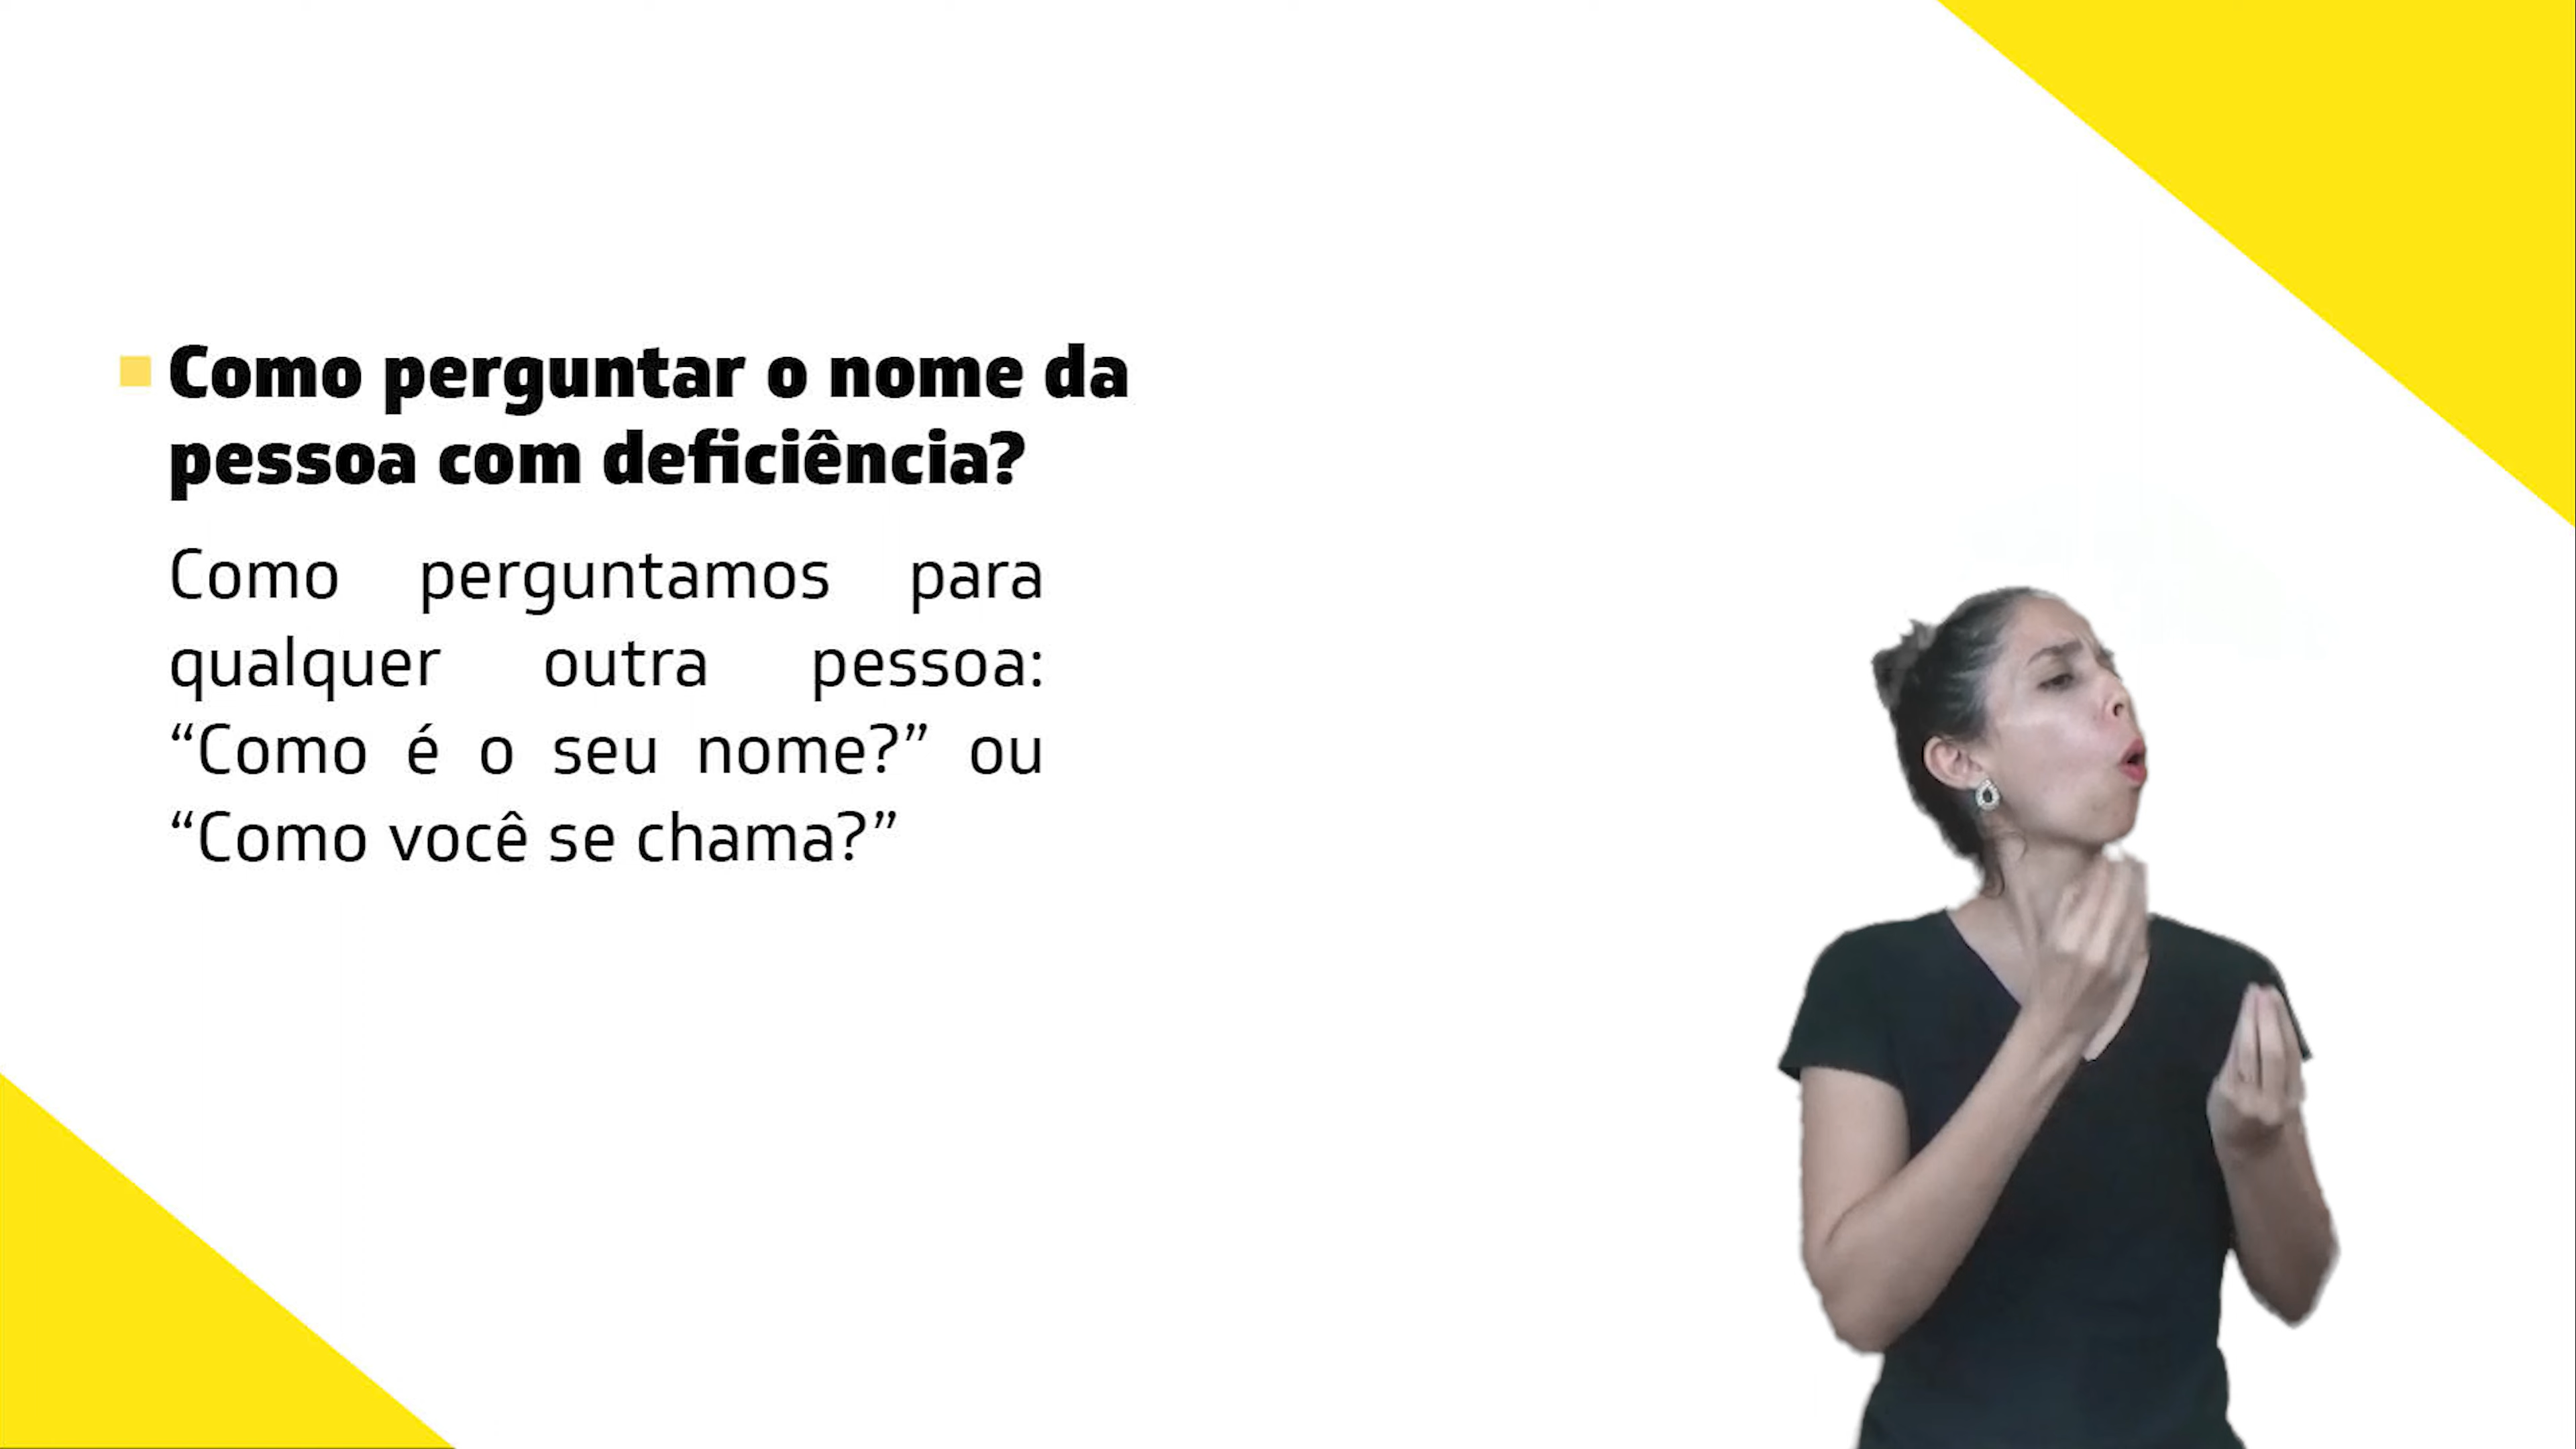 Como perguntar o nome da
pessoa com deficiência?
Como perguntamos para
qualquer outra pessoa:
“Como é o seu nome?” ou
“Como você se chama?”